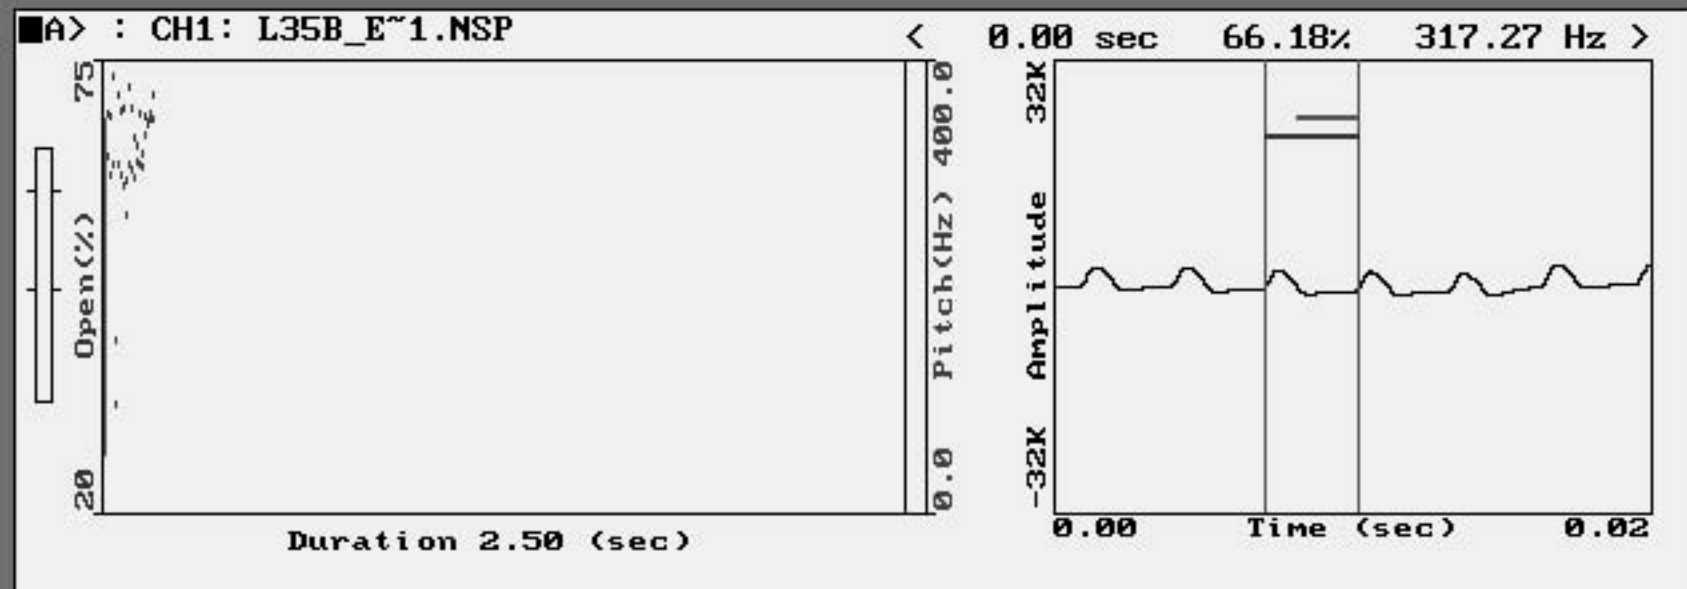 A> : CH1: L35B_E~1.NSP
< 0.00 sec 66.18% 317.27 Hz >
75
Open(%)
20
Duration 2.50 (sec)
400.0
Pitch(Hz)
0.0
32K
Amplitude
-32K
0.00 Time (sec) 0.02